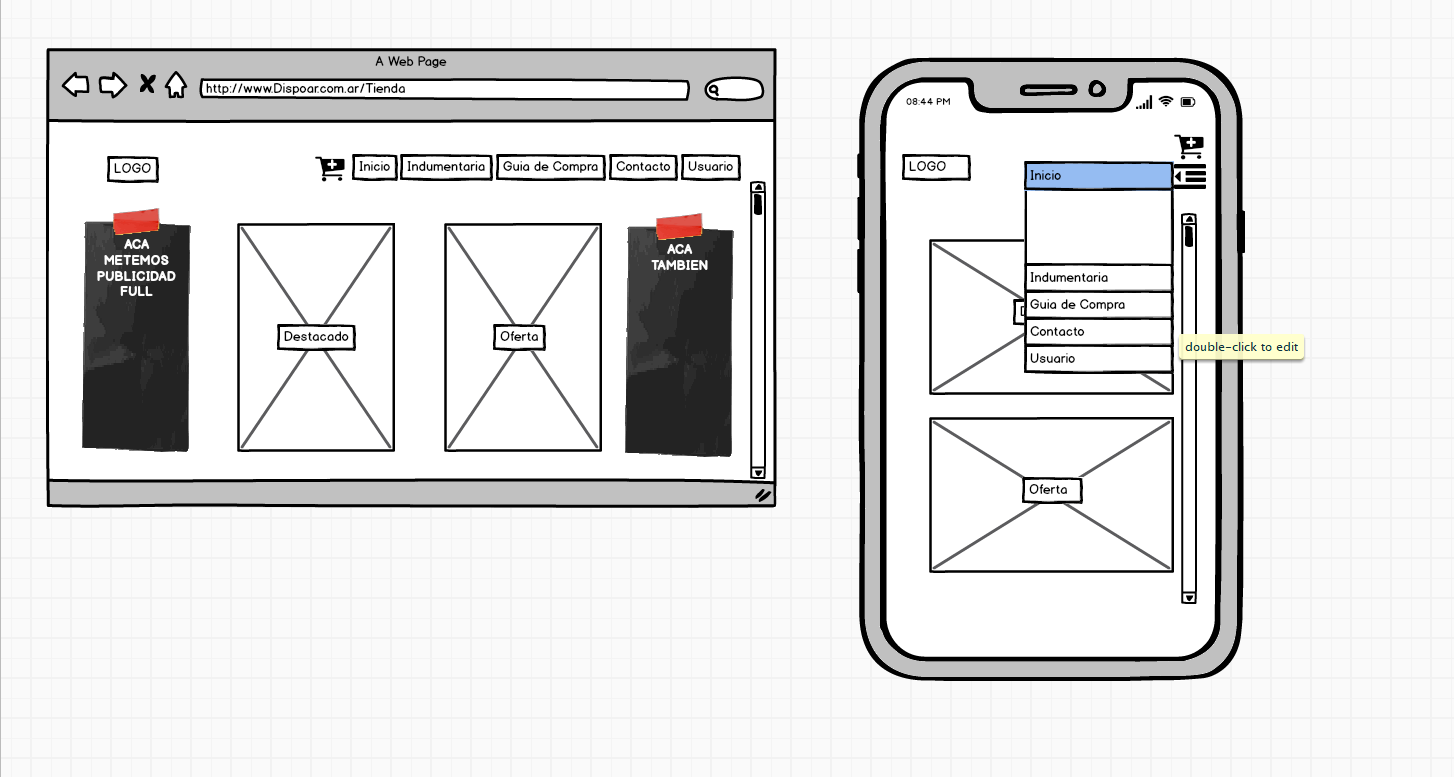 A Web Page
http://www.Dispoar.com.ar/Tienda
LOGO
Inicio
Indumentaria
Guia de Compra
Contacto
Usuario
ACA
METEMOS
PUBLICIDAD
FULL
Destacado
Oferta
ACA
TAMBIEN
08:44 PM
LOGO
Inicio
Indumentaria
Guia de Compra
Contacto
Usuario
double-click to edit
Oferta